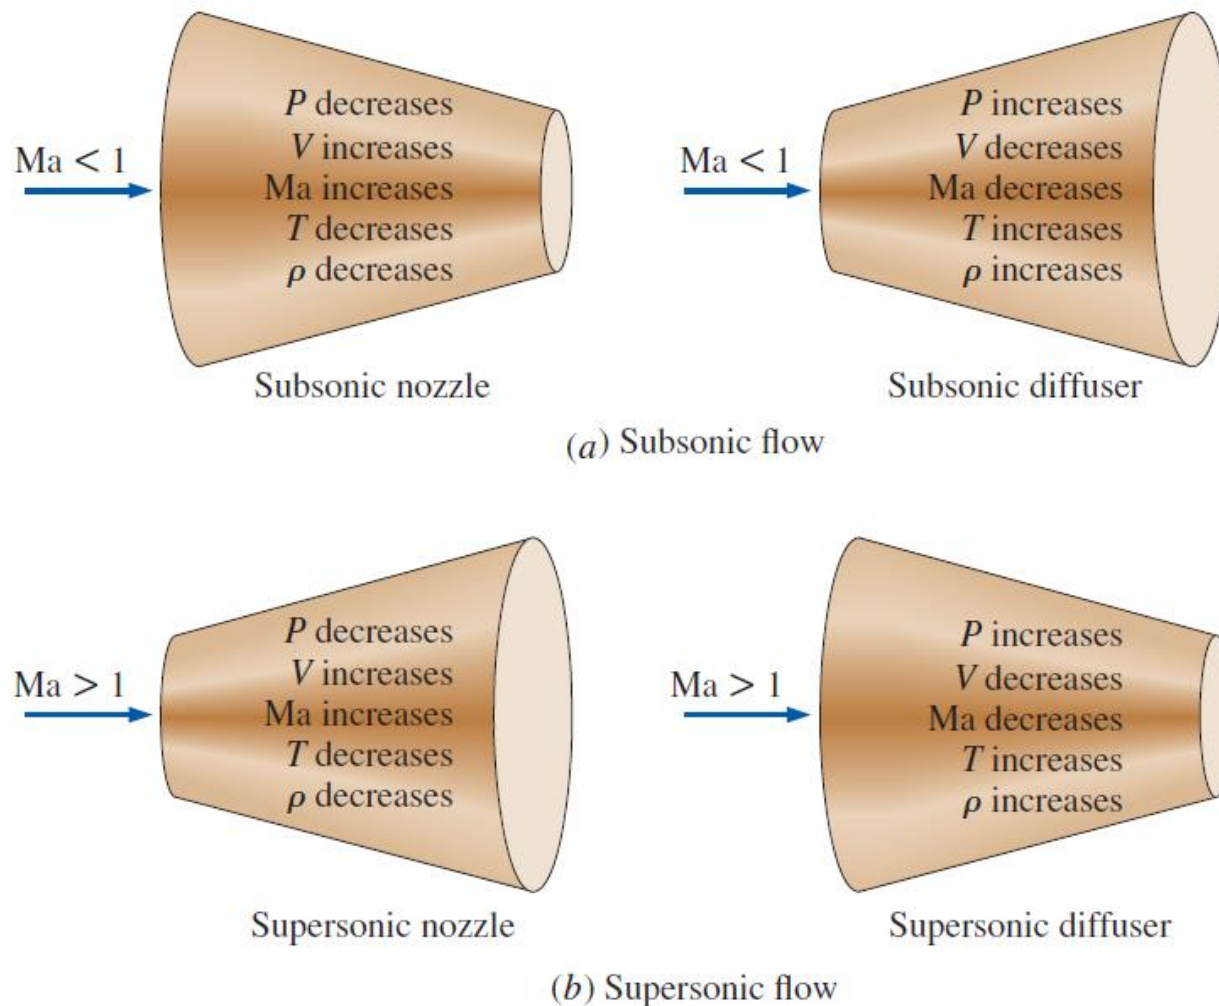 P decreases
V increases
Ma < 1
Ma increases
T decreases
ρ decreases
Subsonic nozzle
P increases
V decreases
Ma < 1
Ma decreases
T increases
ρ increases
Subsonic diffuser
(a) Subsonic flow
P decreases
V increases
Ma > 1
Ma increases
T decreases
ρ decreases
Supersonic nozzle
P increases
V decreases
Ma > 1
Ma decreases
T increases
ρ increases
Supersonic diffuser
(b) Supersonic flow